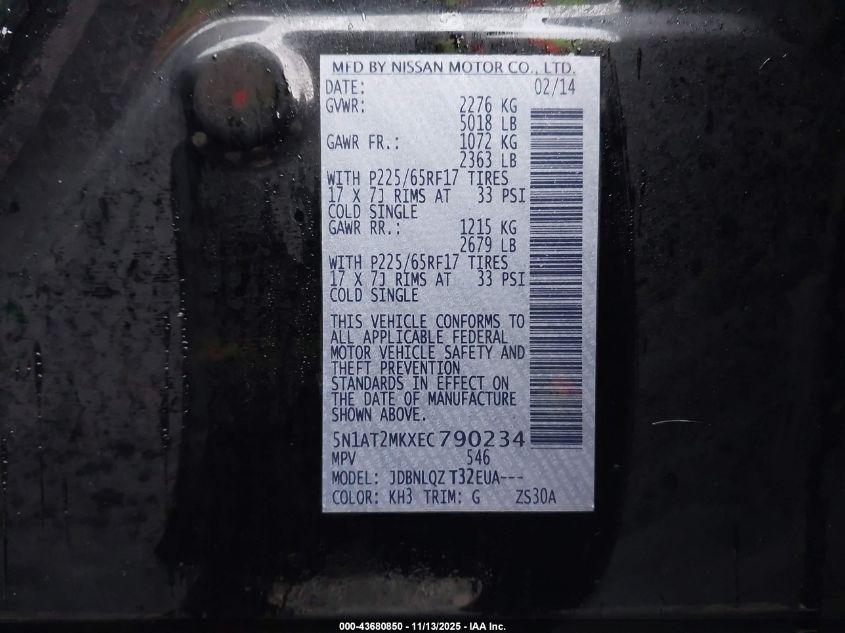 MFD BY NISSAN MOTOR CO., LTD.
DATE: 02/14
GVWR: 2276 KG
5018 LB
GAWR FR.: 1072 KG
2363 LB
WITH P225/65RF17 TIRES
17 X 7J RIMS AT 33 PSI
COLD SINGLE
GAWR RR.: 1215 KG
2679 LB
WITH P225/65RF17 TIRES
17 X 7J RIMS AT 33 PSI
COLD SINGLE
THIS VEHICLE CONFORMS TO
ALL APPLICABLE FEDERAL
MOTOR VEHICLE SAFETY AND
THEFT PREVENTION
STANDARDS IN EFFECT ON
THE DATE OF MANUFACTURE
SHOWN ABOVE.
5N1AT2MKXEC790234
MPV 546
MODEL: JDBNLQZ T32EUA---
COLOR: KH3 TRIM: G ZS30A
000-43680850 - 11/13/2025 - IAA Inc.